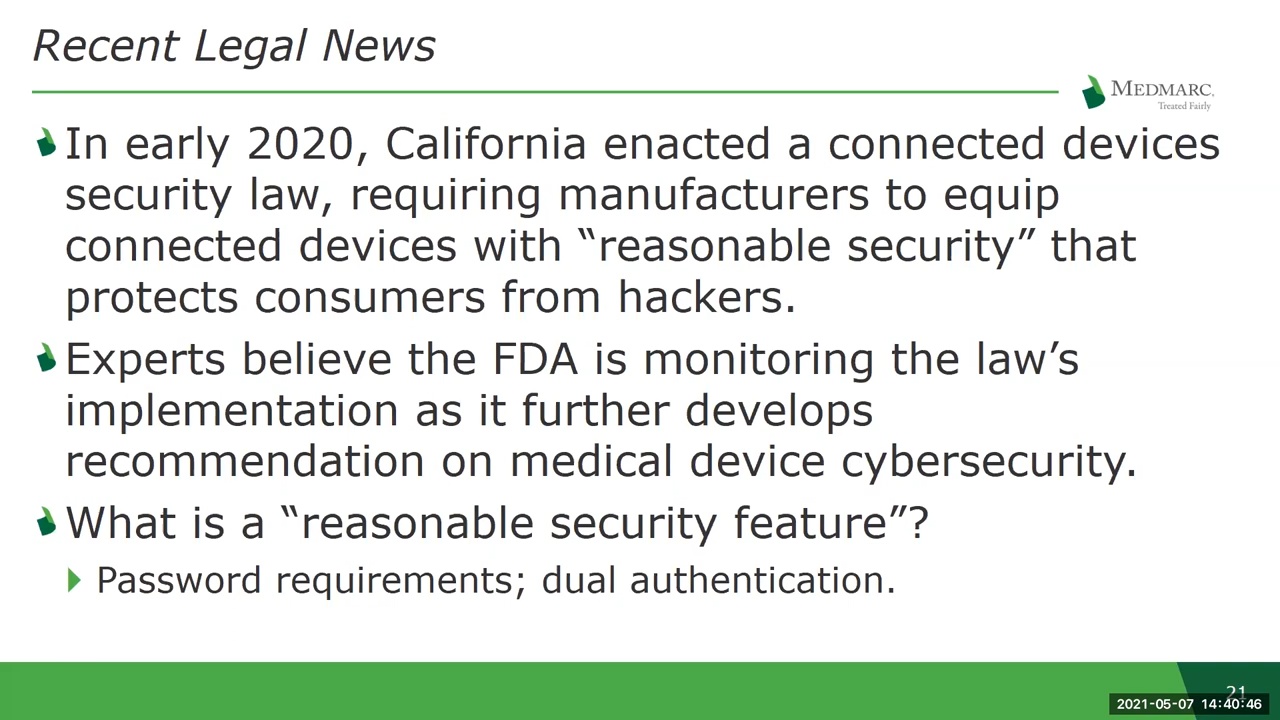 Recent Legal News
MEDMARC.
Treated Fairly
In early 2020, California enacted a connected devices
security law, requiring manufacturers to equip
connected devices with “reasonable security” that
protects consumers from hackers.
Experts believe the FDA is monitoring the law’s
implementation as it further develops
recommendation on medical device cybersecurity.
What is a “reasonable security feature”?
Password requirements; dual authentication.
21
2021-05-07 14:40:46